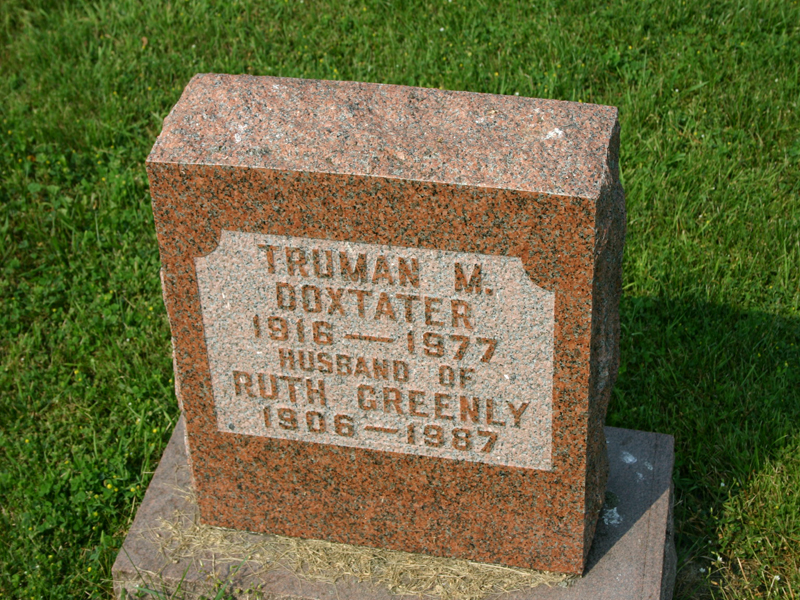 TRUMAN M.
DOXTATER
1916 — 1977
HUSBAND OF
RUTH GREENLY
1906 — 1987